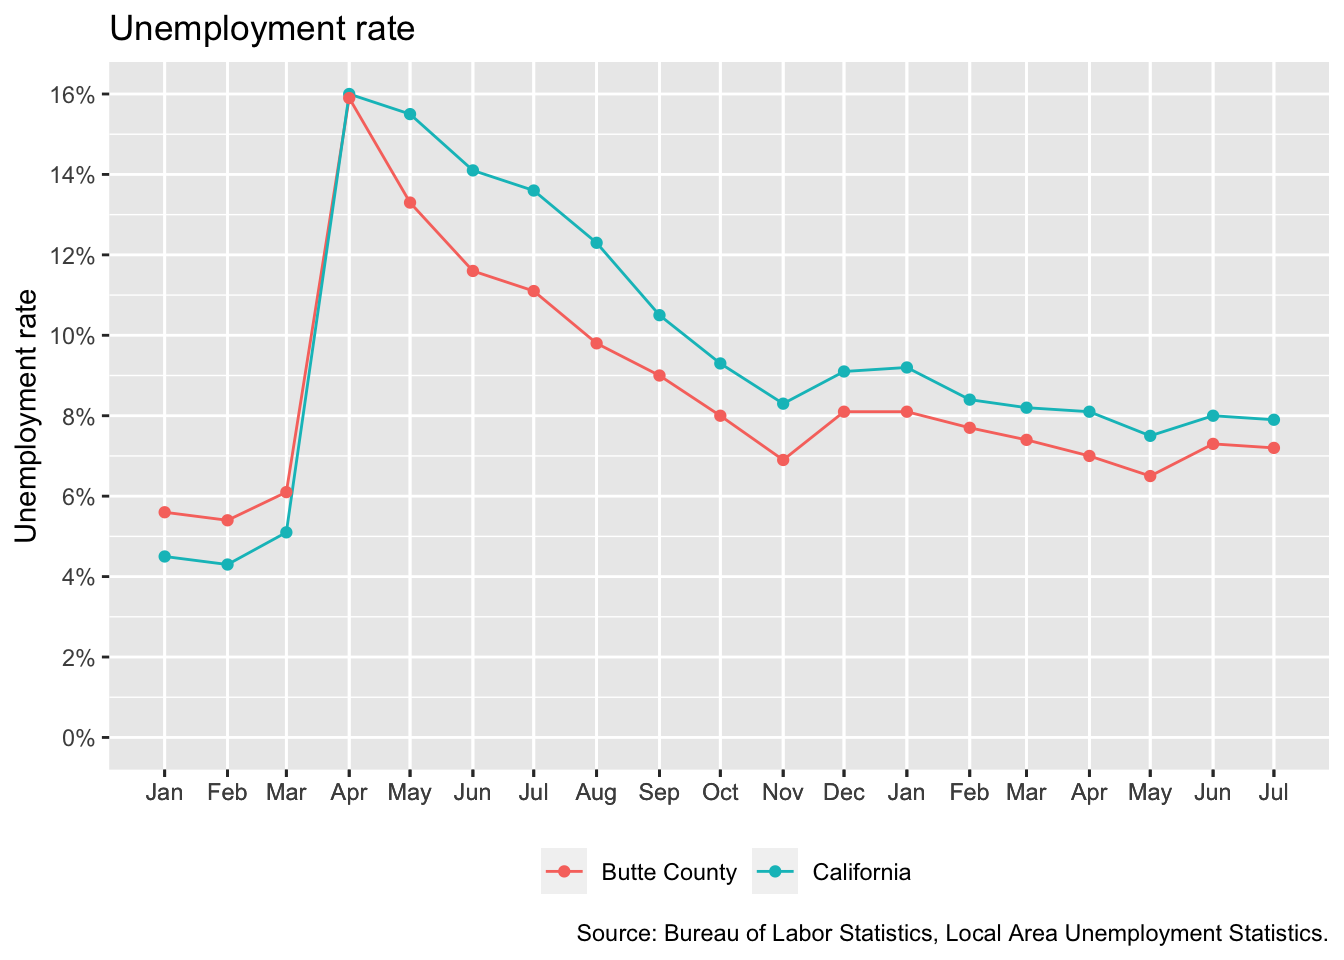 Unemployment rate
Unemployment rate
16%
14%
12%
10%
8%
6%
4%
2%
0%
Jan Feb Mar Apr May Jun Jul Aug Sep Oct Nov Dec Jan Feb Mar Apr May Jun Jul
Butte County California
Source: Bureau of Labor Statistics, Local Area Unemployment Statistics.